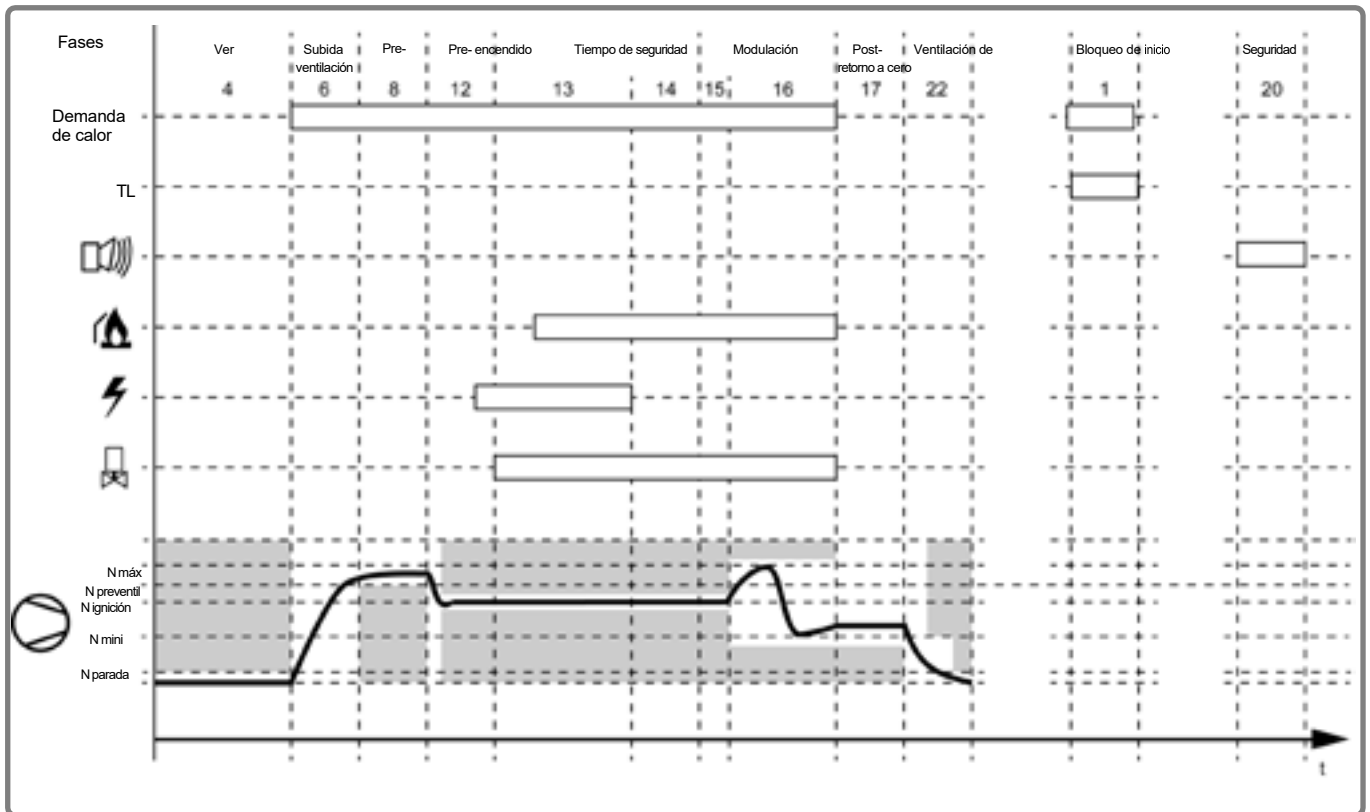 Fases
Ver
Subida
ventilación
Pre-
Pre- encendido
Tiempo de seguridad
Modulación
Post-
retorno a cero
Ventilación de
Bloqueo de inicio
Seguridad
4 6 8 12 13 14 15 16 17 22 1 20
Demanda
de calor
TL
N máx
N preventil
N ignición
N mini
N parada
t